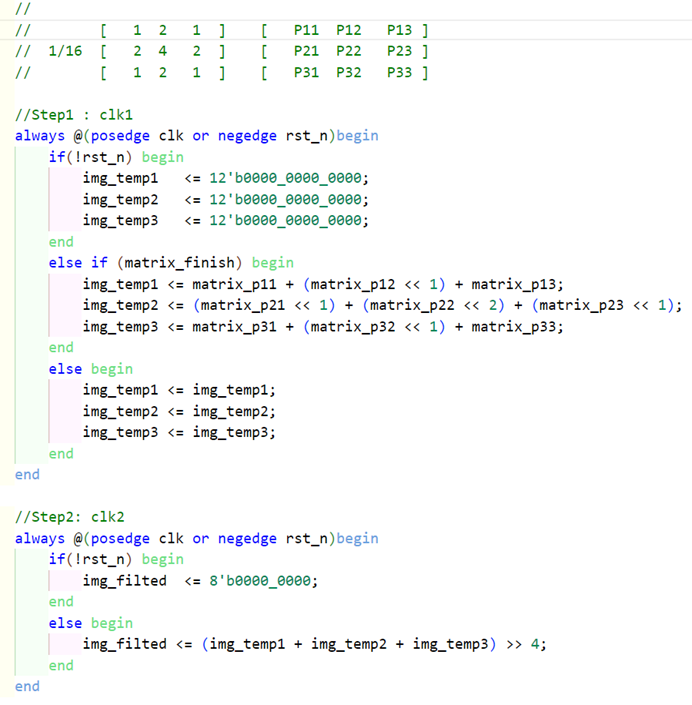 //
//        [   1  2   1  ]    [   P11  P12   P13 ]
//  1/16  [   2  4   2  ]    [   P21  P22   P23 ]
//        [   1  2   1  ]    [   P31  P32   P33 ]
//Step1 : clk1
always @(posedge clk or negedge rst_n)begin
    if(!rst_n) begin
        img_temp1   <= 12'b0000_0000_0000;
        img_temp2   <= 12'b0000_0000_0000;
        img_temp3   <= 12'b0000_0000_0000;
    end
    else if (matrix_finish) begin
        img_temp1 <= matrix_p11 + (matrix_p12 << 1) + matrix_p13;
        img_temp2 <= (matrix_p21 << 1) + (matrix_p22 << 2) + (matrix_p23 << 1);
        img_temp3 <= matrix_p31 + (matrix_p32 << 1) + matrix_p33;
    end
    else begin
        img_temp1 <= img_temp1;
        img_temp2 <= img_temp2;
        img_temp3 <= img_temp3;
    end
end
//Step2: clk2
always @(posedge clk or negedge rst_n)begin
    if(!rst_n) begin
        img_filted  <= 8'b0000_0000;
    end
    else begin
        img_filted <= (img_temp1 + img_temp2 + img_temp3) >> 4;
    end
end